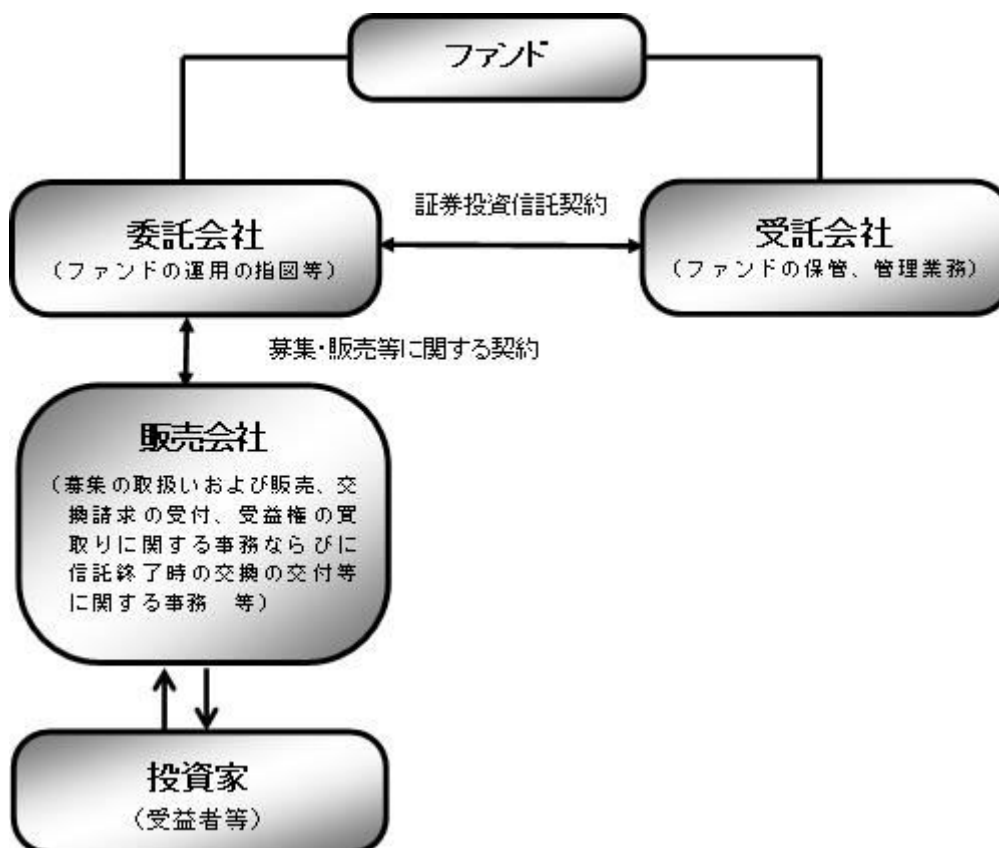 ファンド
証券投資信託契約
委託会社
(ファンドの運用の指図等)
受託会社
(ファンドの保管、管理業務)
募集・販売等に関する契約
販売会社
(募集の取扱いおよび販売、交
換請求の受付、受益権の買
取りに関する事務ならびに
信託終了時の交換の交付等
に関する事務 等)
投資家
(受益者等)